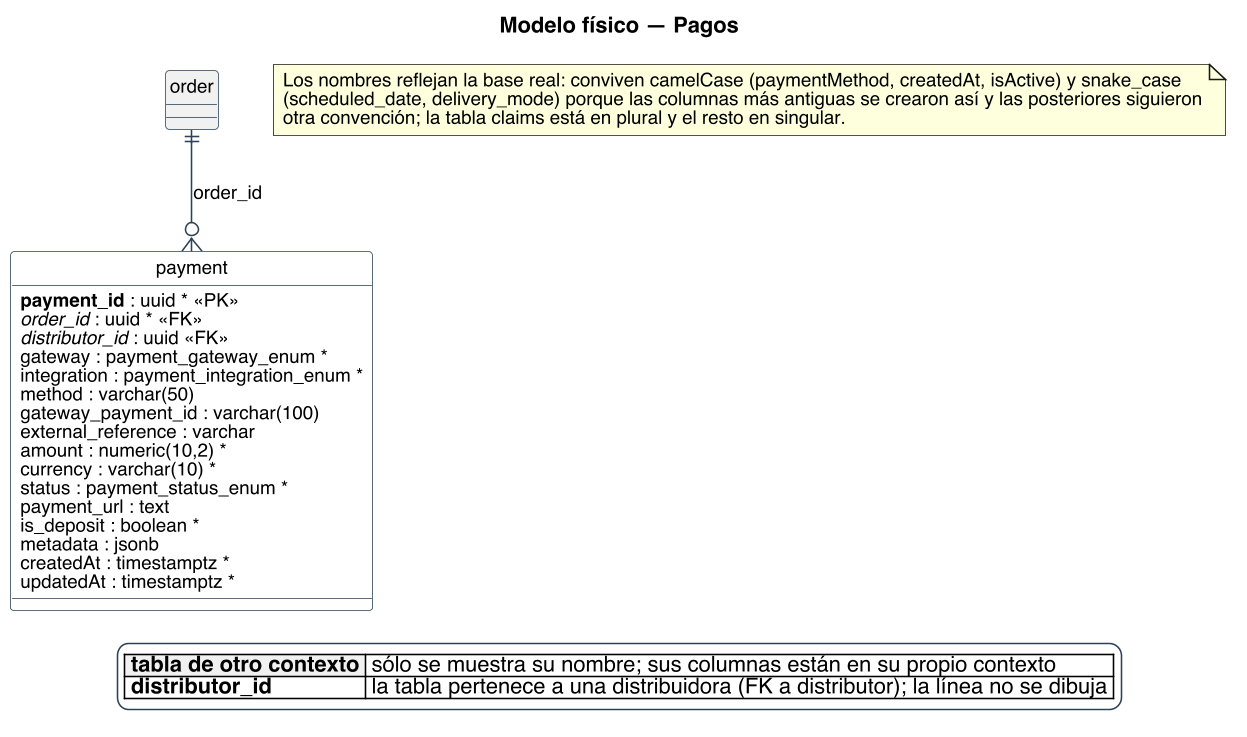 Modelo físico — Pagos
order
Los nombres reflejan la base real: conviven camelCase (paymentMethod, createdAt, isActive) y snake_case
(scheduled_date, delivery_mode) porque las columnas más antiguas se crearon así y las posteriores siguieron
otra convención; la tabla claims está en plural y el resto en singular.
order_id
payment
payment_id : uuid * «PK»
order_id : uuid * «FK»
distributor_id : uuid «FK»
gateway : payment_gateway_enum *
integration : payment_integration_enum *
method : varchar(50)
gateway_payment_id : varchar(100)
external_reference : varchar
amount : numeric(10,2) *
currency : varchar(10) *
status : payment_status_enum *
payment_url : text
is_deposit : boolean *
metadata : jsonb
createdAt : timestamptz *
updatedAt : timestamptz *
tabla de otro contexto sólo se muestra su nombre; sus columnas están en su propio contexto
distributor_id la tabla pertenece a una distribuidora (FK a distributor); la línea no se dibuja